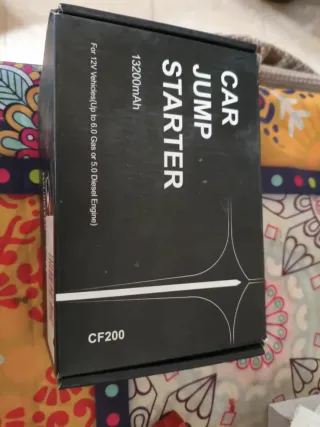 CAR
JUMP
STARTER
13200mAh
For 12V Vehicles(Up to 6.0 Gas or 5.0 Diesel Engine)
CF200